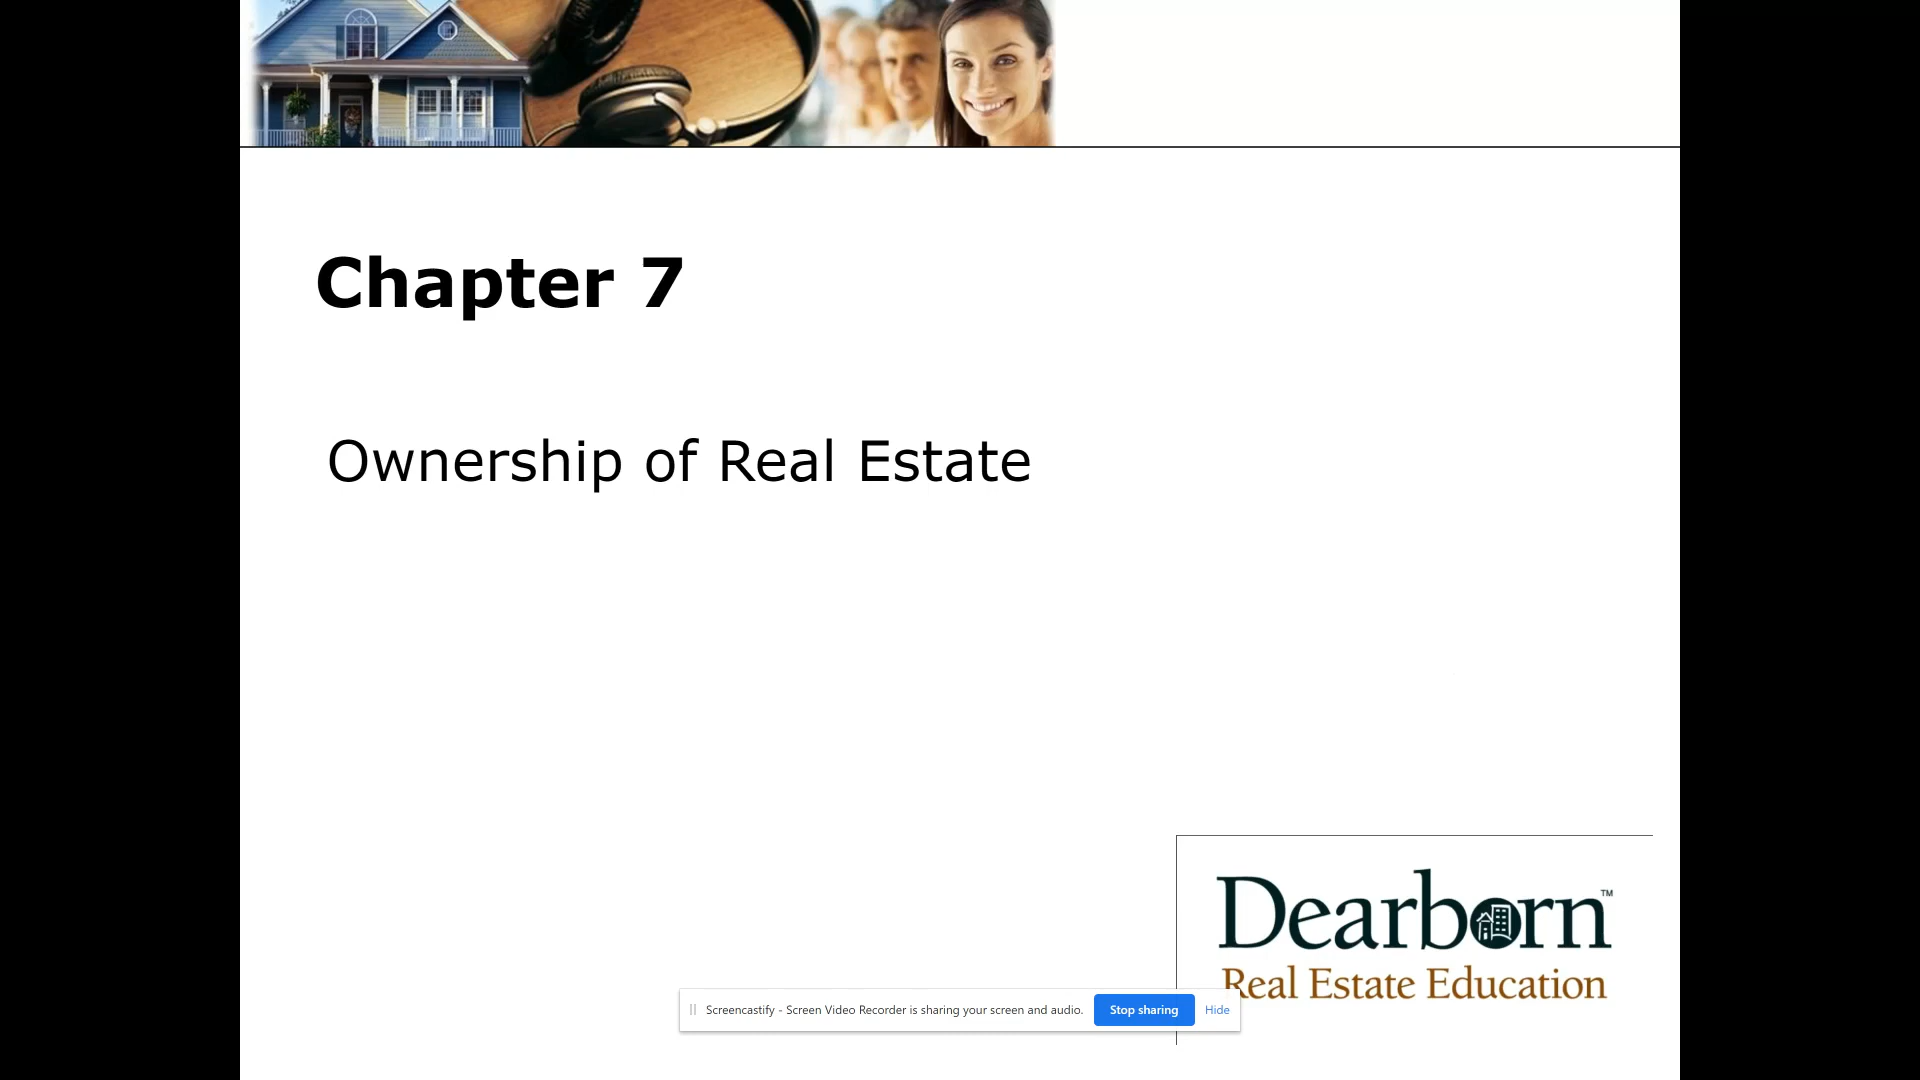 Chapter 7
Ownership of Real Estate
Dearborn™
Real Estate Education
Screencastify - Screen Video Recorder is sharing your screen and audio. Stop sharing Hide